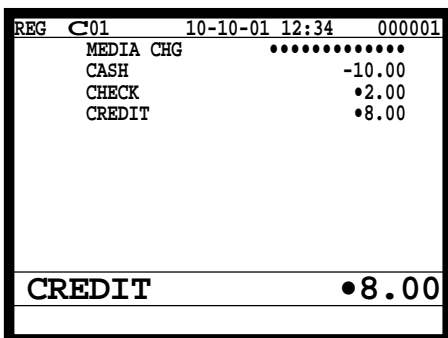 REG C01 10-10-01 12:34 000001
MEDIA CHG •••••••••••••
CASH -10.00
CHECK •2.00
CREDIT •8.00
CREDIT •8.00